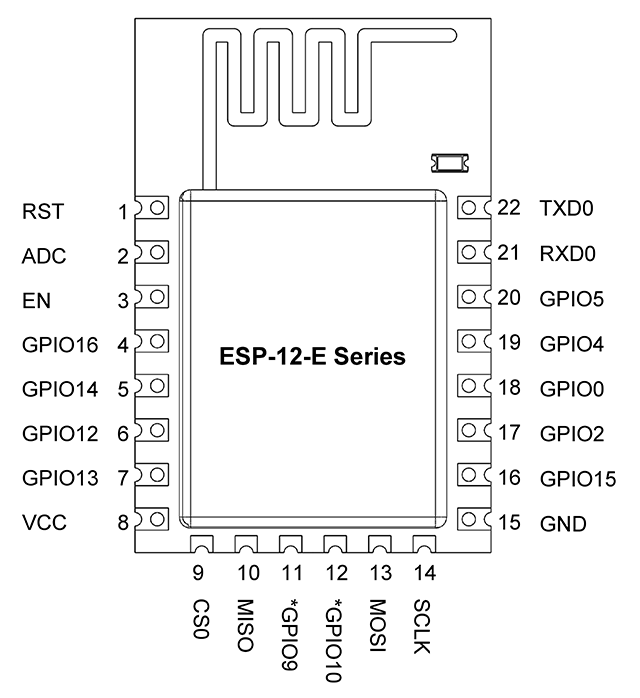 RST 1 22 TXD0
ADC 2 21 RXD0
EN 3 20 GPIO5
GPIO16 4 19 GPIO4
ESP-12-E Series
GPIO14 5 18 GPIO0
GPIO12 6 17 GPIO2
GPIO13 7 16 GPIO15
VCC 8 15 GND
9 10 11 12 13 14
CS0 MISO *GPIO9 *GPIO10 MOSI SCLK